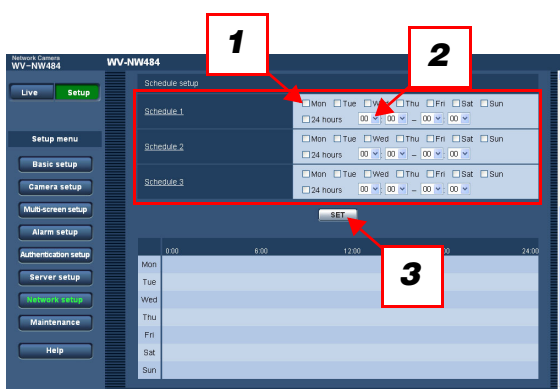 Network Camera
WV-NW484
WV-NW484
1
2
Live Setup
Schedule setup
Schedule 1
Mon Tue Wed Thu Fri Sat Sun
24 hours 00 : 00 – 00 : 00
Setup menu
Schedule 2
Mon Tue Wed Thu Fri Sat Sun
24 hours 00 : 00 – 00 : 00
Basic setup
Schedule 3
Mon Tue Wed Thu Fri Sat Sun
24 hours 00 : 00 – 00 : 00
Camera setup
Multi-screen setup
SET
Alarm setup
3
Authentication setup
0:00 6:00 12:00 24:00
Server setup
Mon
Tue
Network setup
Wed
Maintenance
Thu
Fri
Help
Sat
Sun